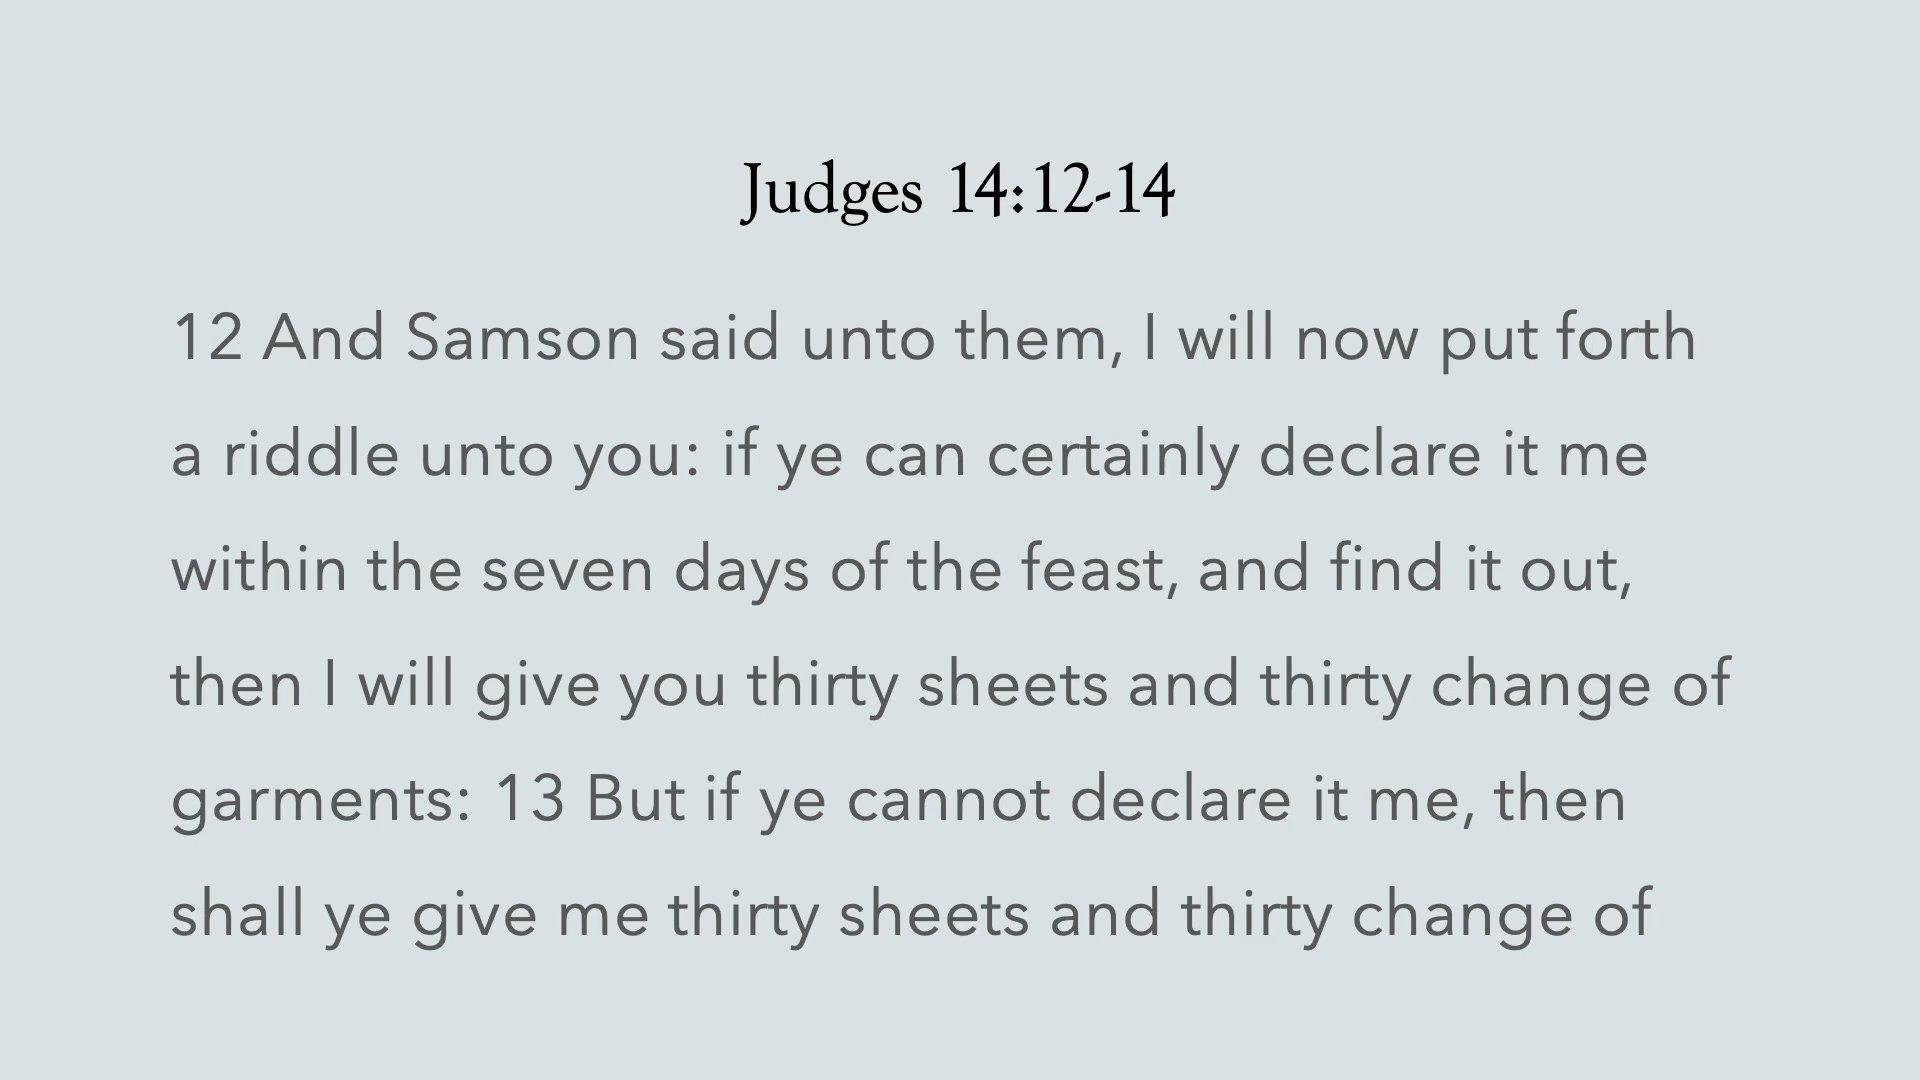 Judges 14:12-14
12 And Samson said unto them, I will now put forth
a riddle unto you: if ye can certainly declare it me
within the seven days of the feast, and find it out,
then I will give you thirty sheets and thirty change of
garments: 13 But if ye cannot declare it me, then
shall ye give me thirty sheets and thirty change of